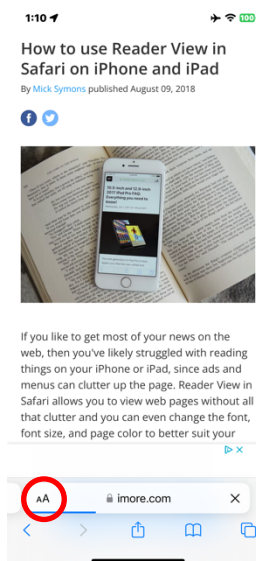 1:10
100
How to use Reader View in
Safari on iPhone and iPad
By Mick Symons published August 09, 2018
If you like to get most of your news on the
web, then you've likely struggled with reading
things on your iPhone or iPad, since ads and
menus can clutter up the page. Reader View in
Safari allows you to view web pages without all
that clutter and you can even change the font,
font size, and page color to better suit your
AA
imore.com